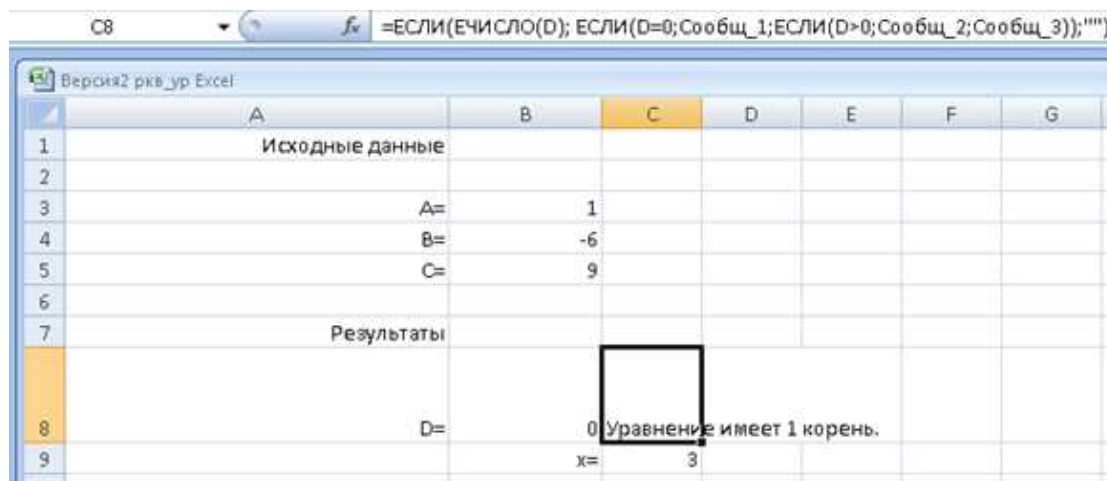 C8 fx =ЕСЛИ(ЕЧИСЛО(D); ЕСЛИ(D=0;Сообщ_1;ЕСЛИ(D>0;Сообщ_2;Сообщ_3));"")
Версия2 ркв_ур Excel
A B C D E F G
1 Исходные данные
2
3 A= 1
4 B= -6
5 C= 9
6
7 Результаты
8 D= 0 Уравнение имеет 1 корень.
9 x= 3